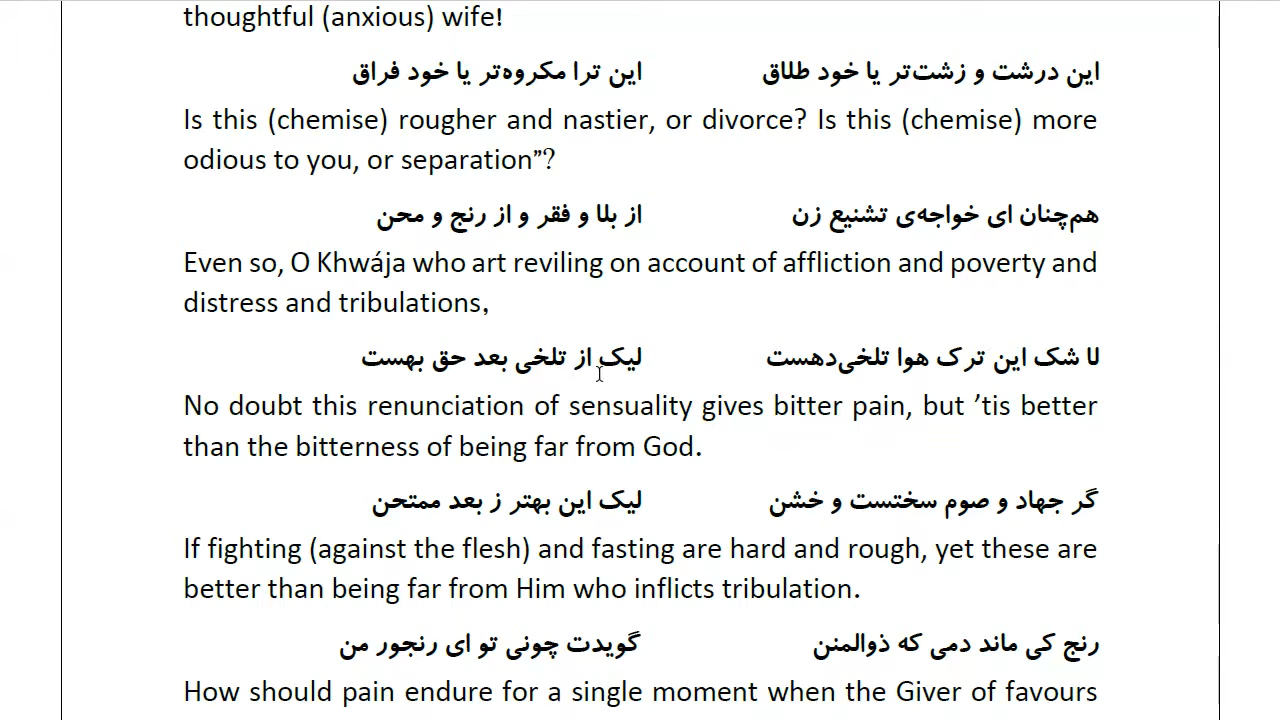 thoughtful (anxious) wife!
این درشت و زشت‌تر یا خود طلاق این ترا مکروه‌تر یا خود فراق
Is this (chemise) rougher and nastier, or divorce? Is this (chemise) more
odious to you, or separation”?
هم‌چنان ای خواجه‌ی تشنیع زن از بلا و فقر و از رنج و محن
Even so, O Khwája who art reviling on account of affliction and poverty and
distress and tribulations,
لا شک این ترک هوا تلخی‌دهست لیک از تلخی بعد حق بهست
No doubt this renunciation of sensuality gives bitter pain, but ’tis better
than the bitterness of being far from God.
گر جهاد و صوم سختست و خشن لیک این بهتر ز بعد ممتحن
If fighting (against the flesh) and fasting are hard and rough, yet these are
better than being far from Him who inflicts tribulation.
رنج کی ماند دمی که ذوالمنن گویدت چونی تو ای رنجور من
How should pain endure for a single moment when the Giver of favours